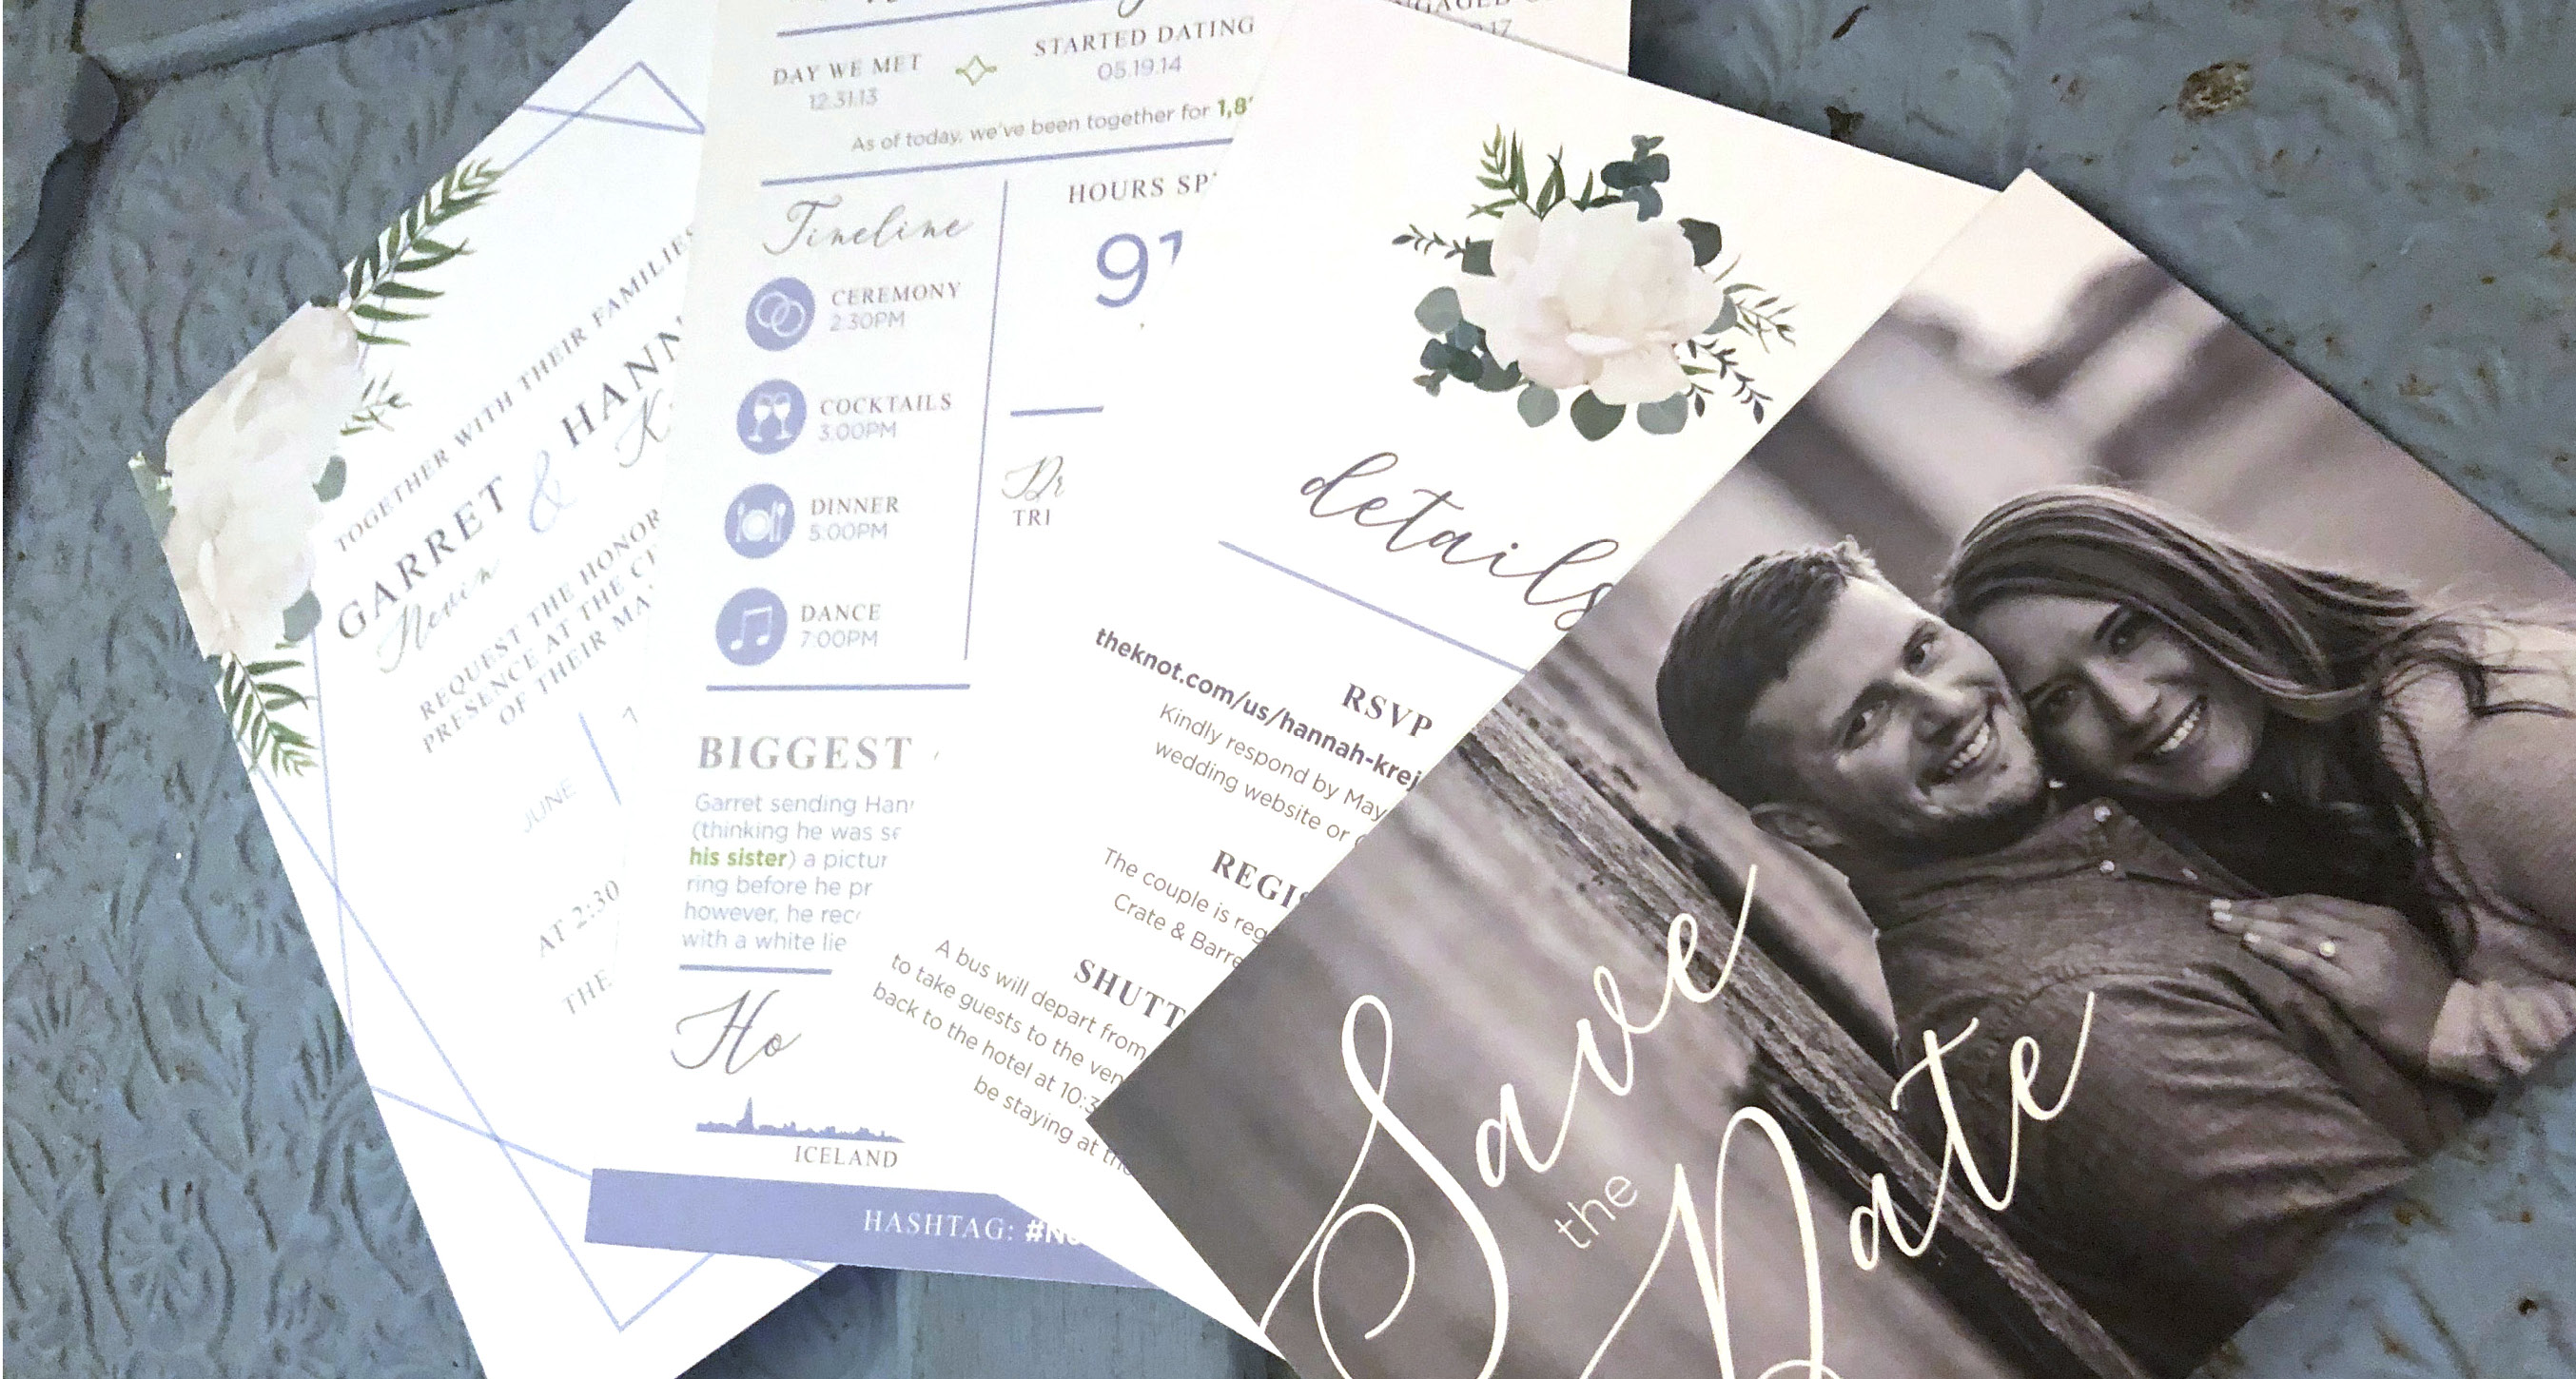 TOGETHER WITH THEIR FAMILIES
GARRET & HANN
Nevin
REQUEST THE HONOR
PRESENCE AT THE
OF THEIR
JUNE
AT 2:30
THE
DAY WE MET
12.31.13
STARTED DATING
05.19.14
As of today, we've been together for 1,8
Timeline
CEREMONY
2:30PM
COCKTAILS
3:00PM
DINNER
5:00PM
DANCE
7:00PM
HOURS SP
Dr
TRI
BIGGEST
Garret sending Han
(thinking he was se
his sister) a pictur
ring before he pr
however, he rec
with a white lie
Ho
ICELAND
HASHTAG: #No
details
RSVP
theknot.com/us/hannah-krej
Kindly respond by May
wedding website or
REGIS
The couple is reg
Crate & Barre
SHUTT
A bus will depart from
to take guests to the ven
back to the hotel at 10:3
be staying at the
Save
the
Date